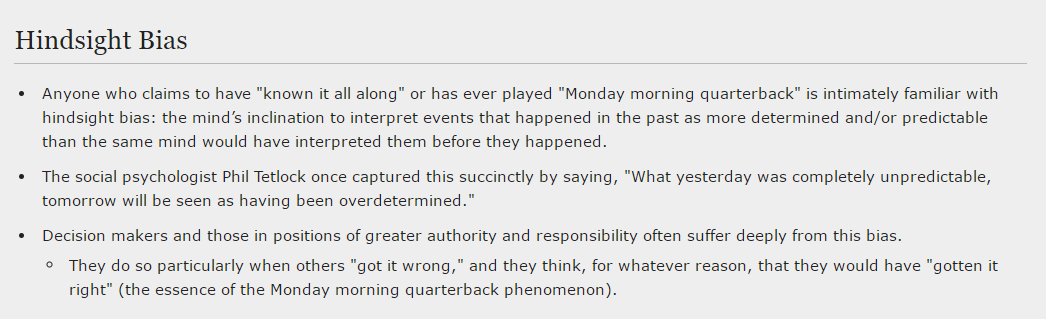 Hindsight Bias
• Anyone who claims to have "known it all along" or has ever played "Monday morning quarterback" is intimately familiar with
hindsight bias: the mind’s inclination to interpret events that happened in the past as more determined and/or predictable
than the same mind would have interpreted them before they happened.
• The social psychologist Phil Tetlock once captured this succinctly by saying, "What yesterday was completely unpredictable,
tomorrow will be seen as having been overdetermined."
• Decision makers and those in positions of greater authority and responsibility often suffer deeply from this bias.
◦ They do so particularly when others "got it wrong," and they think, for whatever reason, that they would have "gotten it
right" (the essence of the Monday morning quarterback phenomenon).